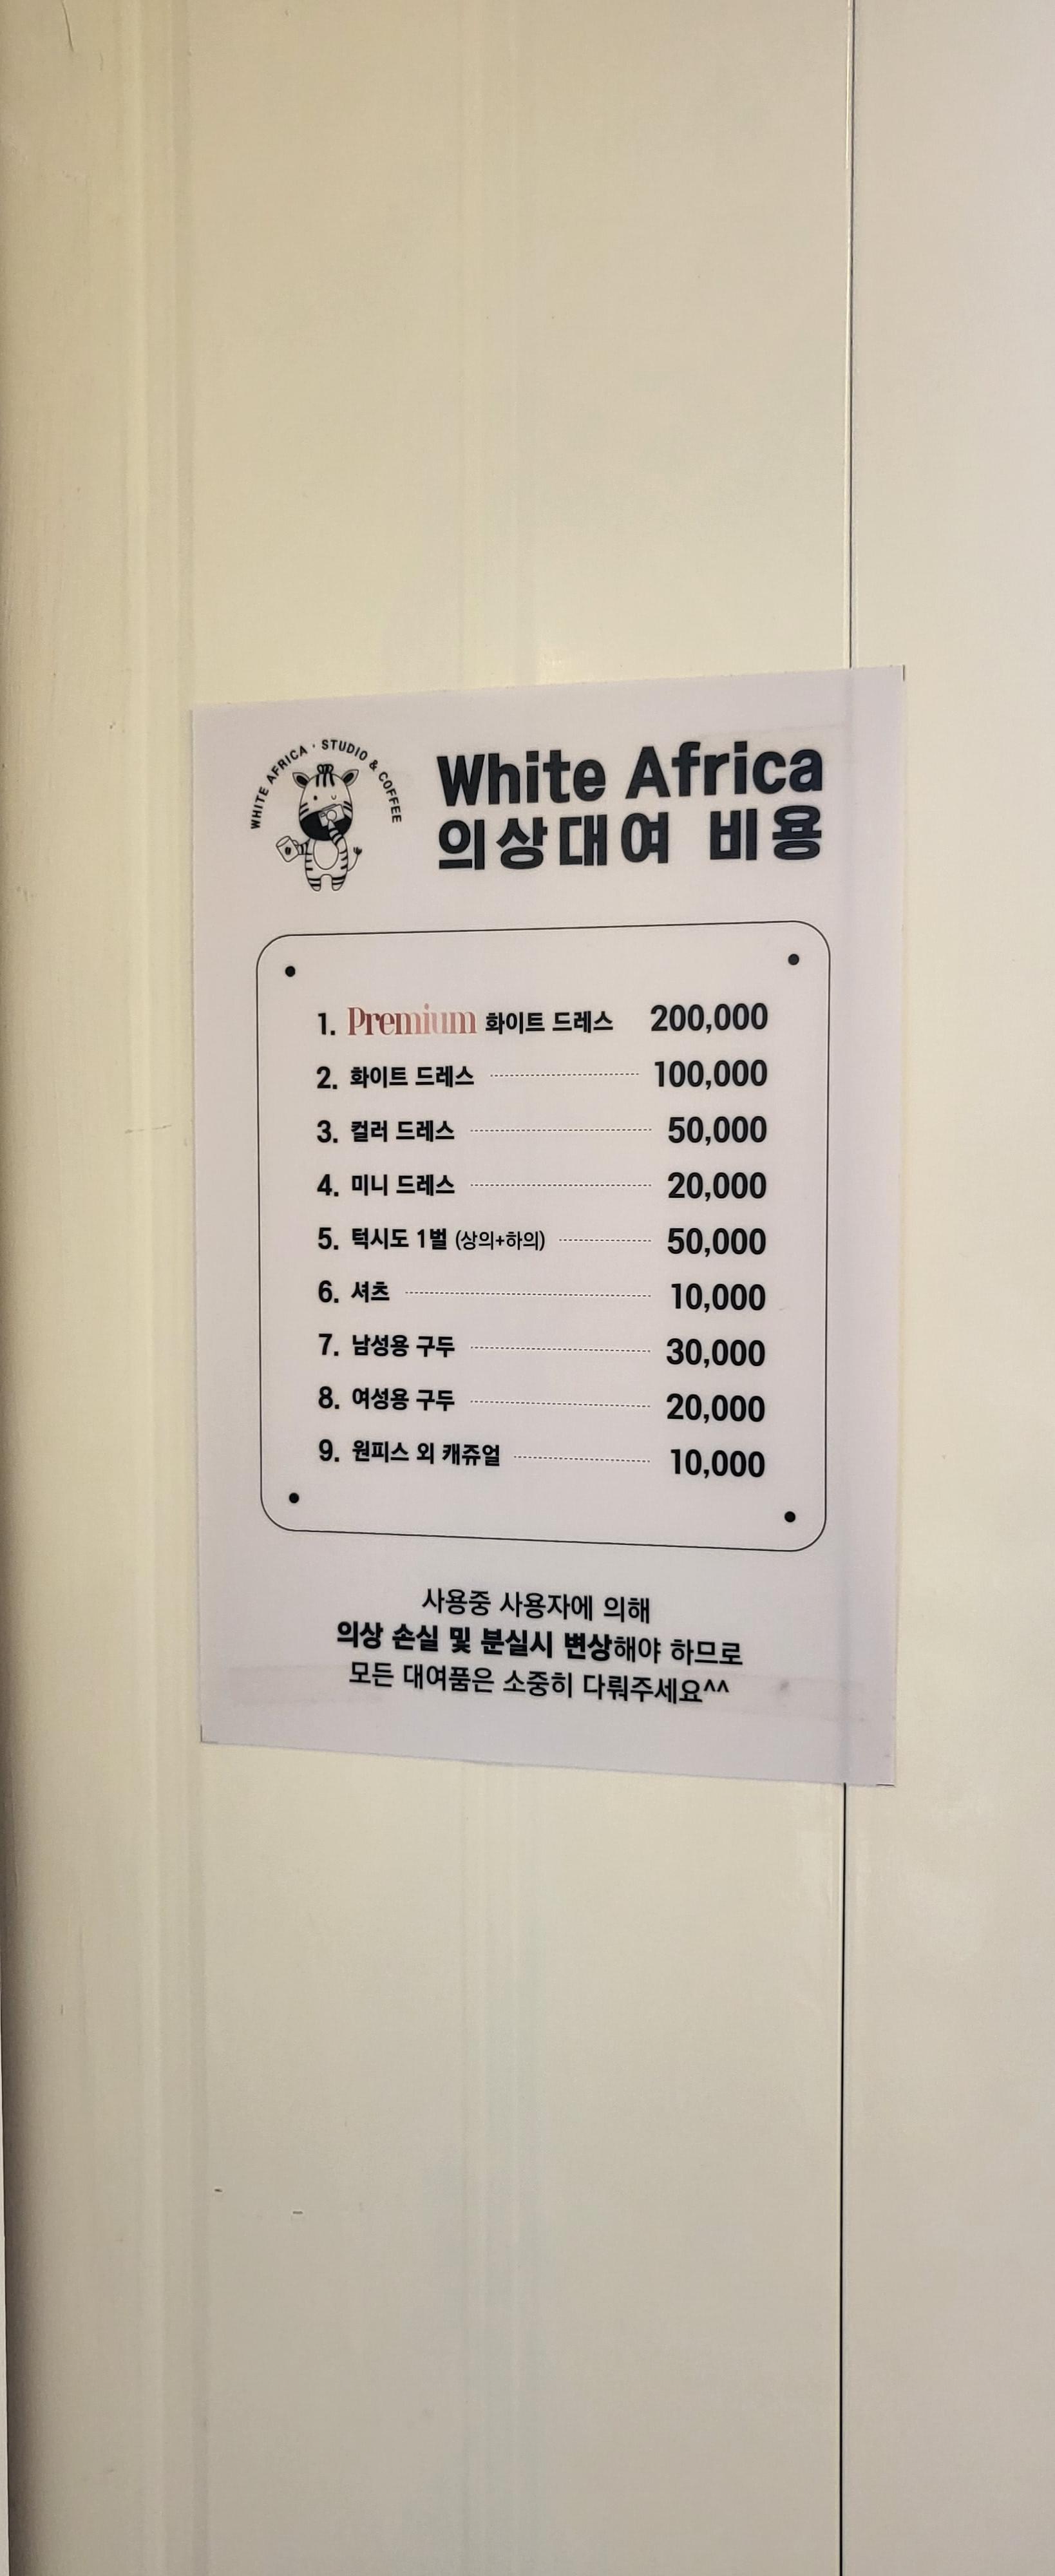 WHITE AFRICA · STUDIO & COFFEE
White Africa
의상대여 비용
1. Premium 화이트 드레스 200,000
2. 화이트 드레스 100,000
3. 컬러 드레스 50,000
4. 미니 드레스 20,000
5. 턱시도 1벌 (상의+하의) 50,000
6. 셔츠 10,000
7. 남성용 구두 30,000
8. 여성용 구두 20,000
9. 원피스 외 캐쥬얼 10,000
사용중 사용자에 의해
의상 손실 및 분실시 변상해야 하므로
모든 대여품은 소중히 다뤄주세요^^